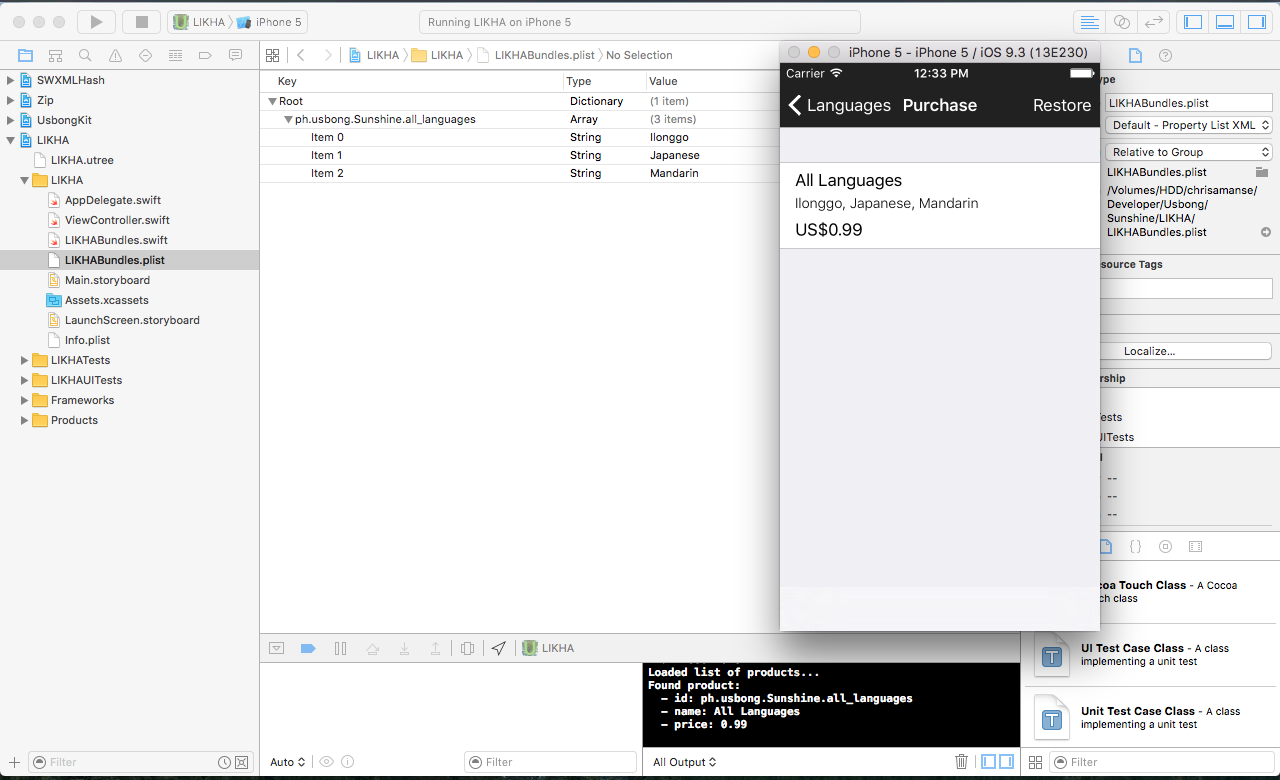 LIKHA 〉 iPhone 5
Running LIKHA on iPhone 5
SWXMLHash
Zip
UsbongKit
LIKHA
LIKHA.utree
LIKHA
AppDelegate.swift
ViewController.swift
LIKHABundles.swift
LIKHABundles.plist
Main.storyboard
Assets.xcassets
LaunchScreen.storyboard
Info.plist
LIKHATests
LIKHAUITests
Frameworks
Products
Filter
LIKHA 〉 LIKHA 〉 LIKHABundles.plist 〉 No Selection
Key Type Value
Root Dictionary (1 item)
ph.usbong.Sunshine.all_languages Array (3 items)
Item 0 String Ilonggo
Item 1 String Japanese
Item 2 String Mandarin
iPhone 5 - iPhone 5 / iOS 9.3 (13E230)
Carrier 12:33 PM
Languages Purchase Restore
All Languages
Ilonggo, Japanese, Mandarin
US$0.99
LIKHA
Loaded list of products...
Found product:
- id: ph.usbong.Sunshine.all_languages
- name: All Languages
- price: 0.99
Auto
Filter
All Output
ype
LIKHABundles.plist
Default - Property List XML
Relative to Group
LIKHABundles.plist
/Volumes/HDD/chrisamanse/
Developer/Usbong/
Sunshine/LIKHA/
LIKHABundles.plist
source Tags
Localize...
rship
ests
JITests
--
--
--
coa Touch Class - A Cocoa
ch class
UI Test Case Class - A class
implementing a unit test
Unit Test Case Class - A class
implementing a unit test
Filter